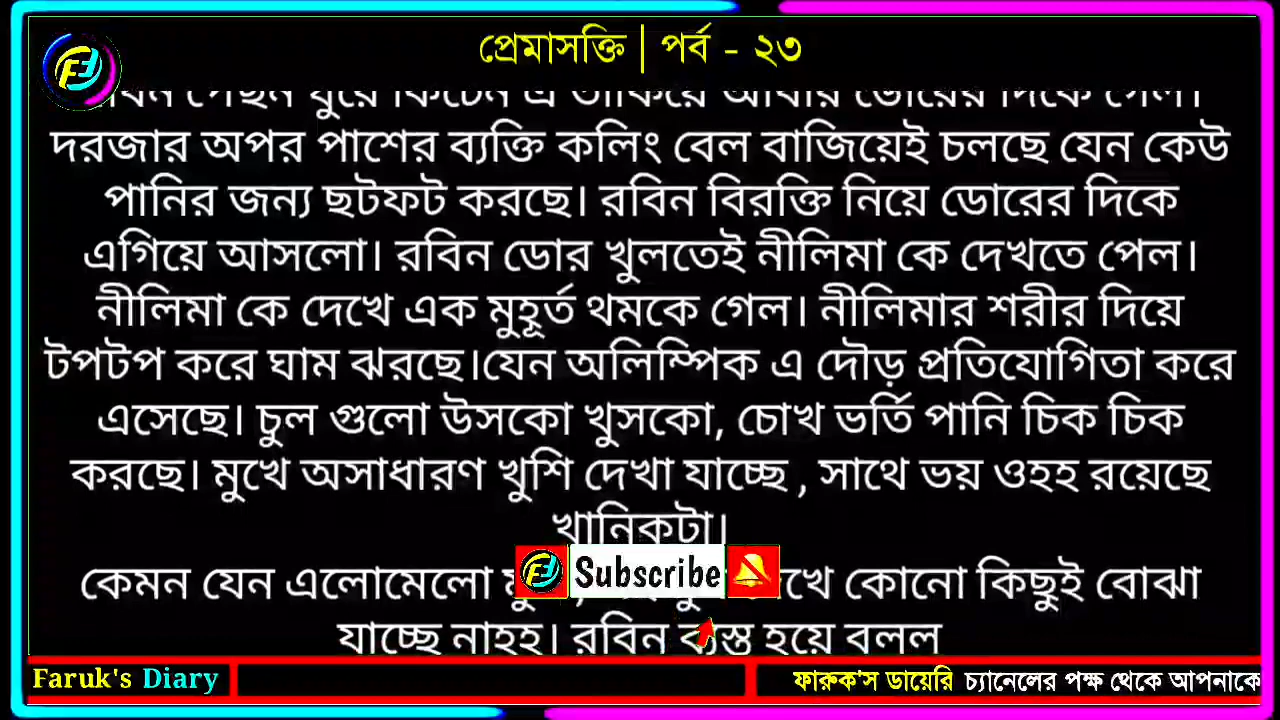 প্রেমাসক্তি | পর্ব - ২৩
ঘুরে কিচেন এ তাকিয়ে আবার ডোরের দিকে গেল।
দরজার অপর পাশের ব্যক্তি কলিং বেল বাজিয়েই চলছে যেন কেউ
পানির জন্য ছটফট করছে। রবিন বিরক্তি নিয়ে ডোরের দিকে
এগিয়ে আসলো। রবিন ডোর খুলতেই নীলিমা কে দেখতে পেল।
নীলিমা কে দেখে এক মুহূর্ত থমকে গেল। নীলিমার শরীর দিয়ে
টপটপ করে ঘাম ঝরছে।যেন অলিম্পিক এ দৌড় প্রতিযোগিতা করে
এসেছে। চুল গুলো উসকো খুসকো, চোখ ভর্তি পানি চিক চিক
করছে। মুখে অসাধারণ খুশি দেখা যাচ্ছে , সাথে ভয় ওহহ রয়েছে
খানিকটা।
Subscribe
কেমন যেন এলোমেলো কোনো কিছুই বোঝা
যাচ্ছে নাহহ। রবিন ব্যস্ত হয়ে বলল
Faruk's Diary
ফারুক'স ডায়েরি চ্যানেলের পক্ষ থেকে আপনাকে